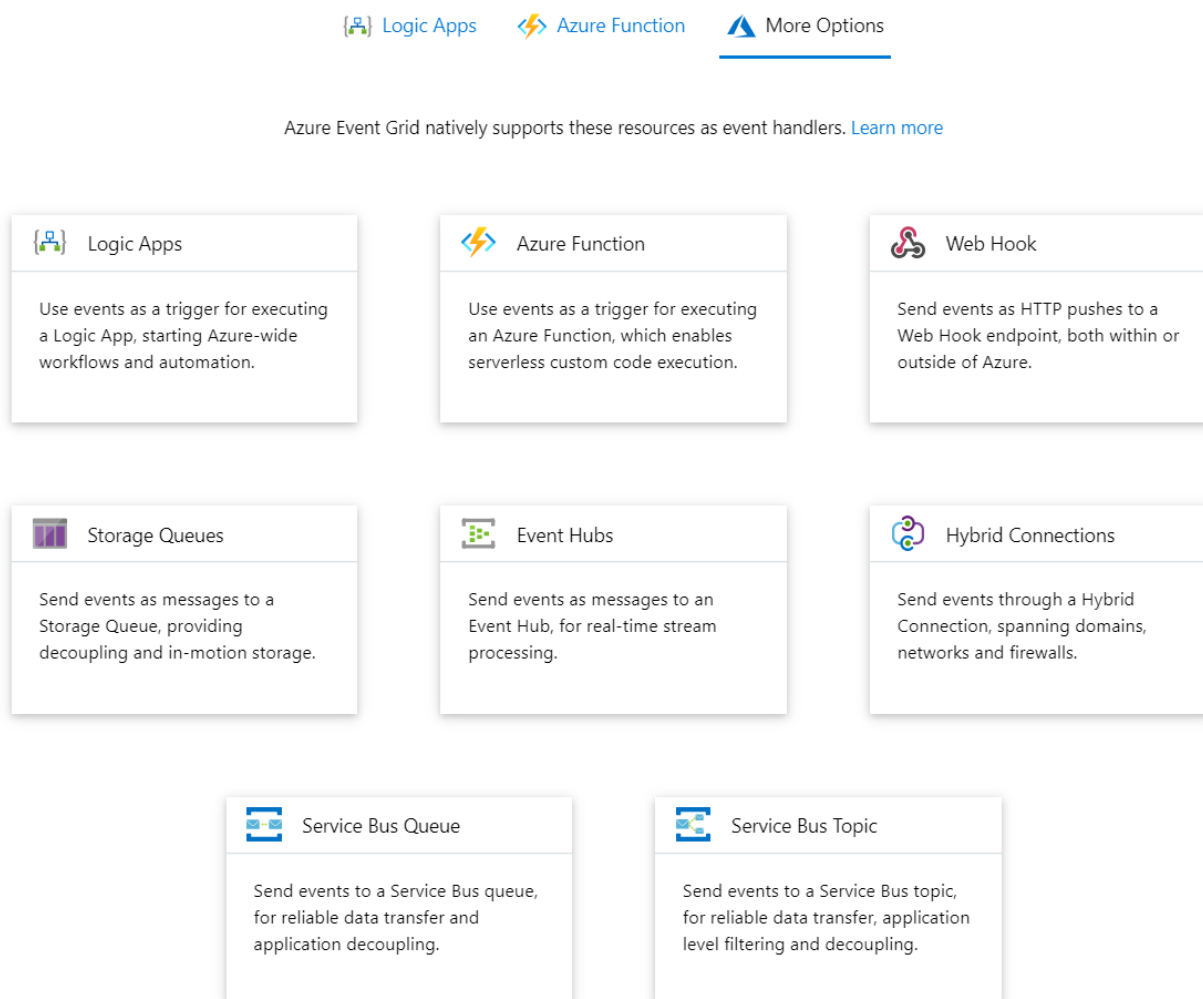 Logic Apps Azure Function More Options
Azure Event Grid natively supports these resources as event handlers. Learn more
Logic Apps
Use events as a trigger for executing
a Logic App, starting Azure-wide
workflows and automation.
Azure Function
Use events as a trigger for executing
an Azure Function, which enables
serverless custom code execution.
Web Hook
Send events as HTTP pushes to a
Web Hook endpoint, both within or
outside of Azure.
Storage Queues
Send events as messages to a
Storage Queue, providing
decoupling and in-motion storage.
Event Hubs
Send events as messages to an
Event Hub, for real-time stream
processing.
Hybrid Connections
Send events through a Hybrid
Connection, spanning domains,
networks and firewalls.
Service Bus Queue
Send events to a Service Bus queue,
for reliable data transfer and
application decoupling.
Service Bus Topic
Send events to a Service Bus topic,
for reliable data transfer, application
level filtering and decoupling.